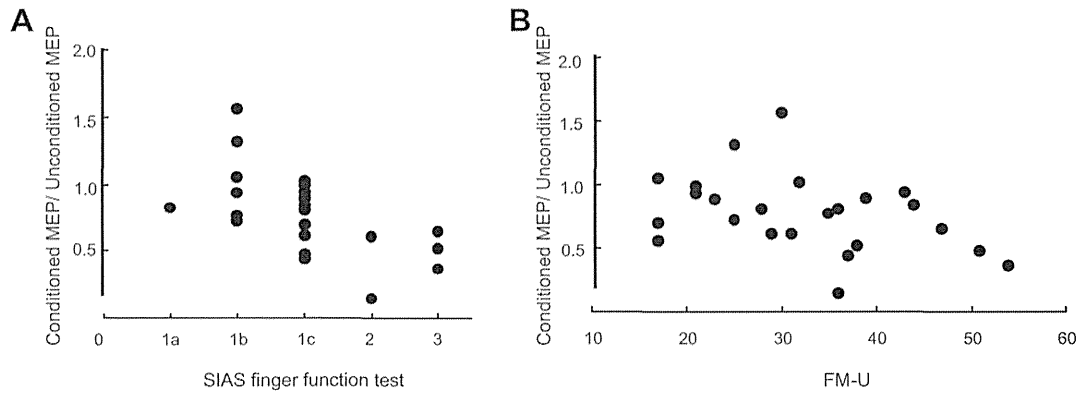 A
Conditioned MEP/ Unconditioned MEP
2.0
1.5
1.0
0.5
0 1a 1b 1c 2 3
SIAS finger function test
B
Conditioned MEP/ Unconditioned MEP
2.0
1.5
1.0
0.5
10 20 30 40 50 60
FM-U